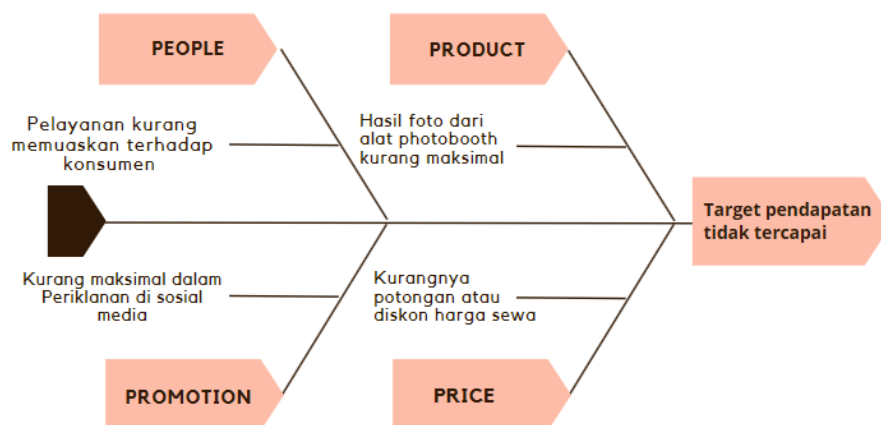 PEOPLE
PRODUCT
Pelayanan kurang
memuaskan terhadap
konsumen
Hasil foto dari
alat photobooth
kurang maksimal
Target pendapatan
tidak tercapai
Kurang maksimal dalam
Periklanan di sosial
media
Kurangnya
potongan atau
diskon harga sewa
PROMOTION
PRICE